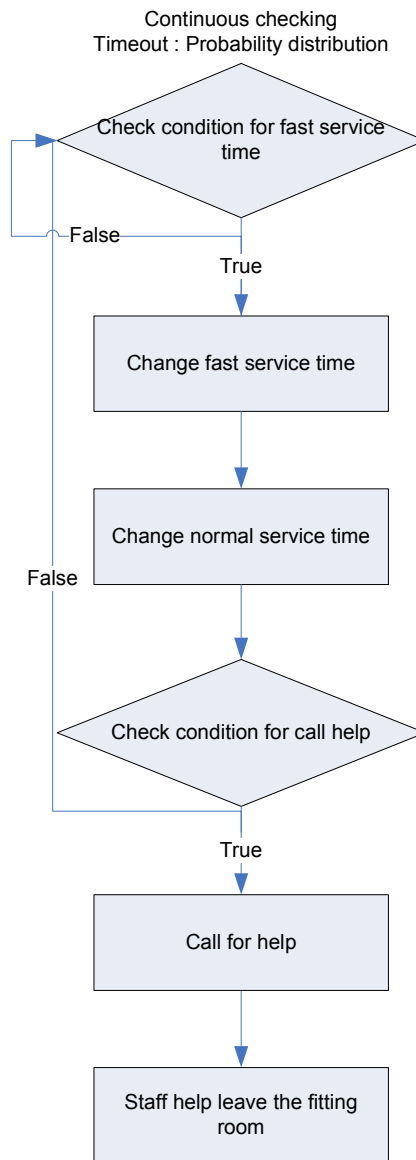 Continuous checking
Timeout : Probability distribution
Check condition for fast service
time
False
True
Change fast service time
Change normal service time
False
Check condition for call help
True
Call for help
Staff help leave the fitting
room